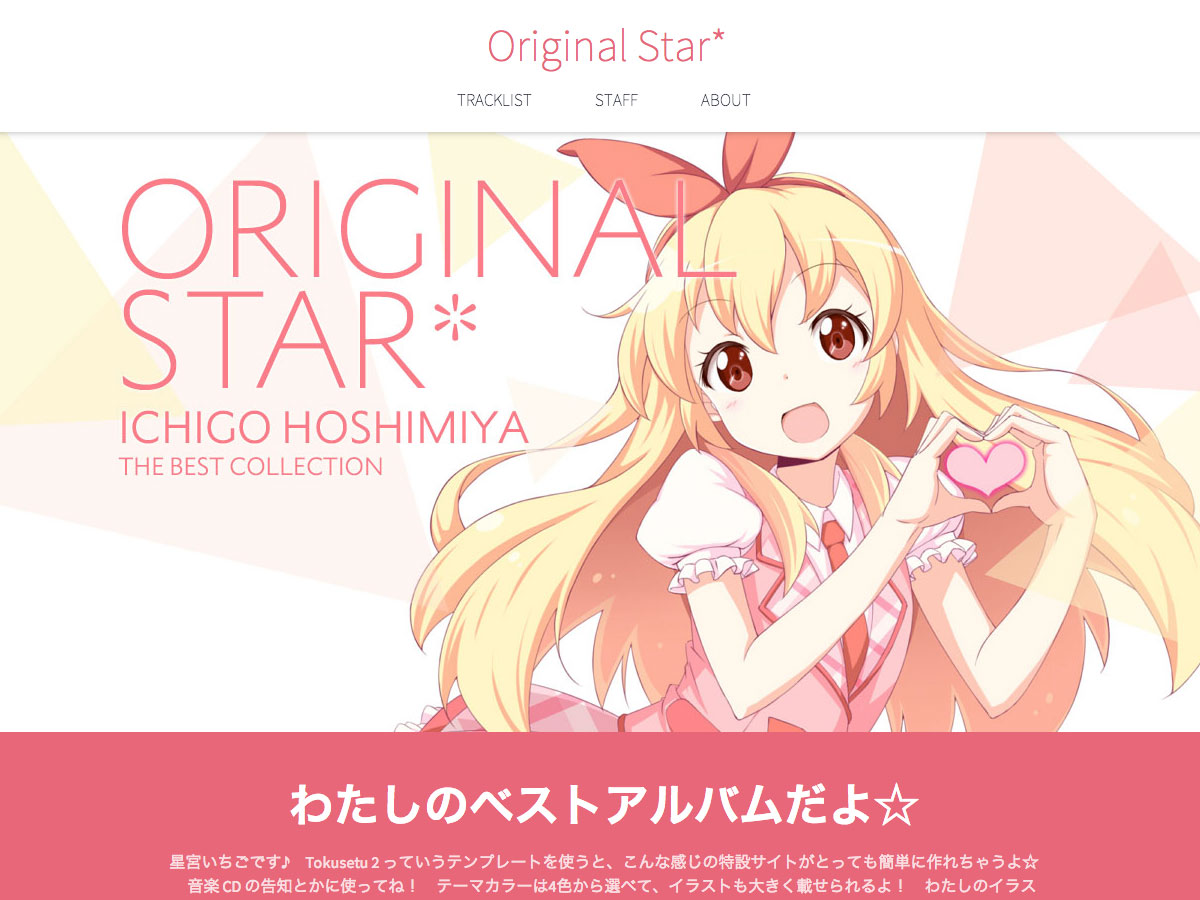 Original Star*
TRACKLIST STAFF ABOUT
ORIGINAL
STAR*
ICHIGO HOSHIMIYA
THE BEST COLLECTION
わたしのベストアルバムだよ☆
星宮いちごです♪　Tokusetu 2 っていうテンプレートを使うと、こんな感じの特設サイトがとっても簡単に作れちゃうよ☆
音楽 CD の告知とかに使ってね！　テーマカラーは4色から選べて、イラストも大きく載せられるよ！　わたしのイラス